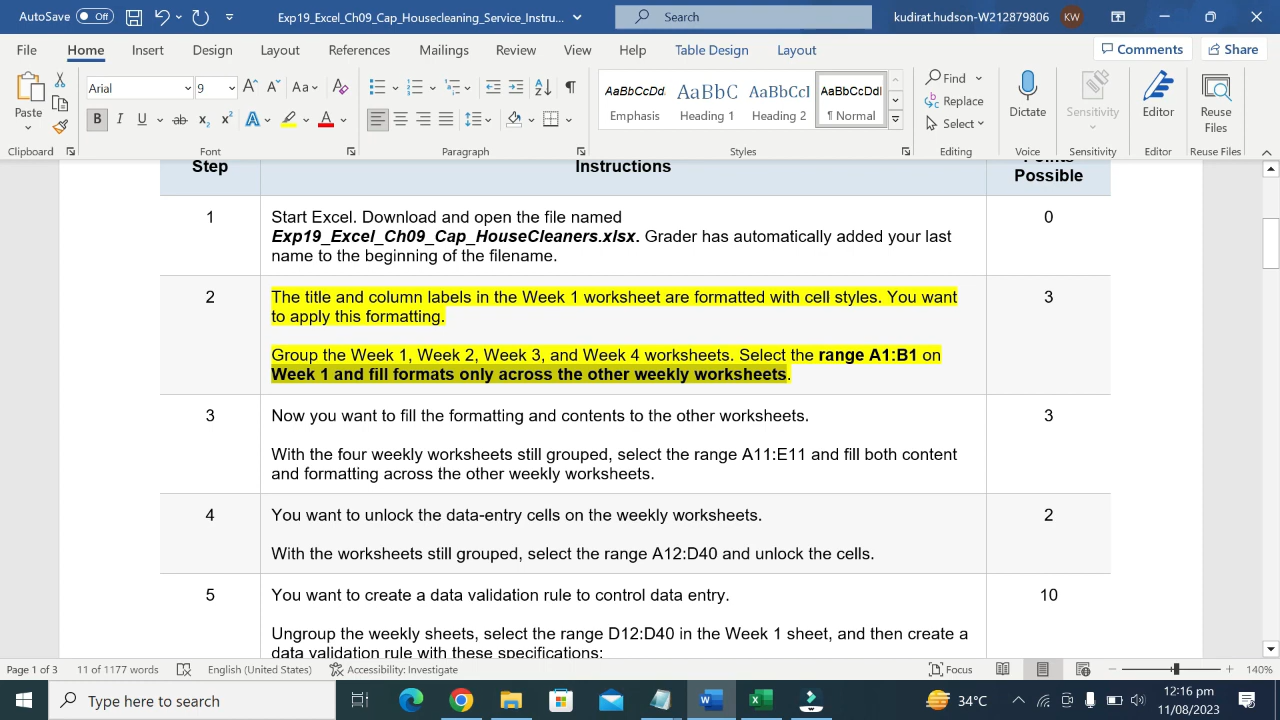 AutoSave Off Exp19_Excel_Ch09_Cap_Housecleaning_Service_Instru... Search kudirat.hudson-W212879806 KW
File Home Insert Design Layout References Mailings Review View Help Table Design Layout Comments Share
Paste Arial 9 Aa AaBbCcDd AaBbC AaBbCcI AaBbCcDdI Find Dictate Sensitivity Editor Reuse Files
B I U ab x₂ x² A A Emphasis Heading 1 Heading 2 ¶ Normal Replace
Select
Clipboard Font Paragraph Styles Editing Voice Sensitivity Editor Reuse Files
Step Instructions Points
Possible
1 Start Excel. Download and open the file named 0
Exp19_Excel_Ch09_Cap_HouseCleaners.xlsx. Grader has automatically added your last
name to the beginning of the filename.
2 The title and column labels in the Week 1 worksheet are formatted with cell styles. You want 3
to apply this formatting.
Group the Week 1, Week 2, Week 3, and Week 4 worksheets. Select the range A1:B1 on
Week 1 and fill formats only across the other weekly worksheets.
3 Now you want to fill the formatting and contents to the other worksheets. 3
With the four weekly worksheets still grouped, select the range A11:E11 and fill both content
and formatting across the other weekly worksheets.
4 You want to unlock the data-entry cells on the weekly worksheets. 2
With the worksheets still grouped, select the range A12:D40 and unlock the cells.
5 You want to create a data validation rule to control data entry. 10
Ungroup the weekly sheets, select the range D12:D40 in the Week 1 sheet, and then create a
data validation rule with these specifications:
Page 1 of 3 11 of 1177 words English (United States) Accessibility: Investigate Focus 140%
Type here to search 34°C 12:16 pm
11/08/2023